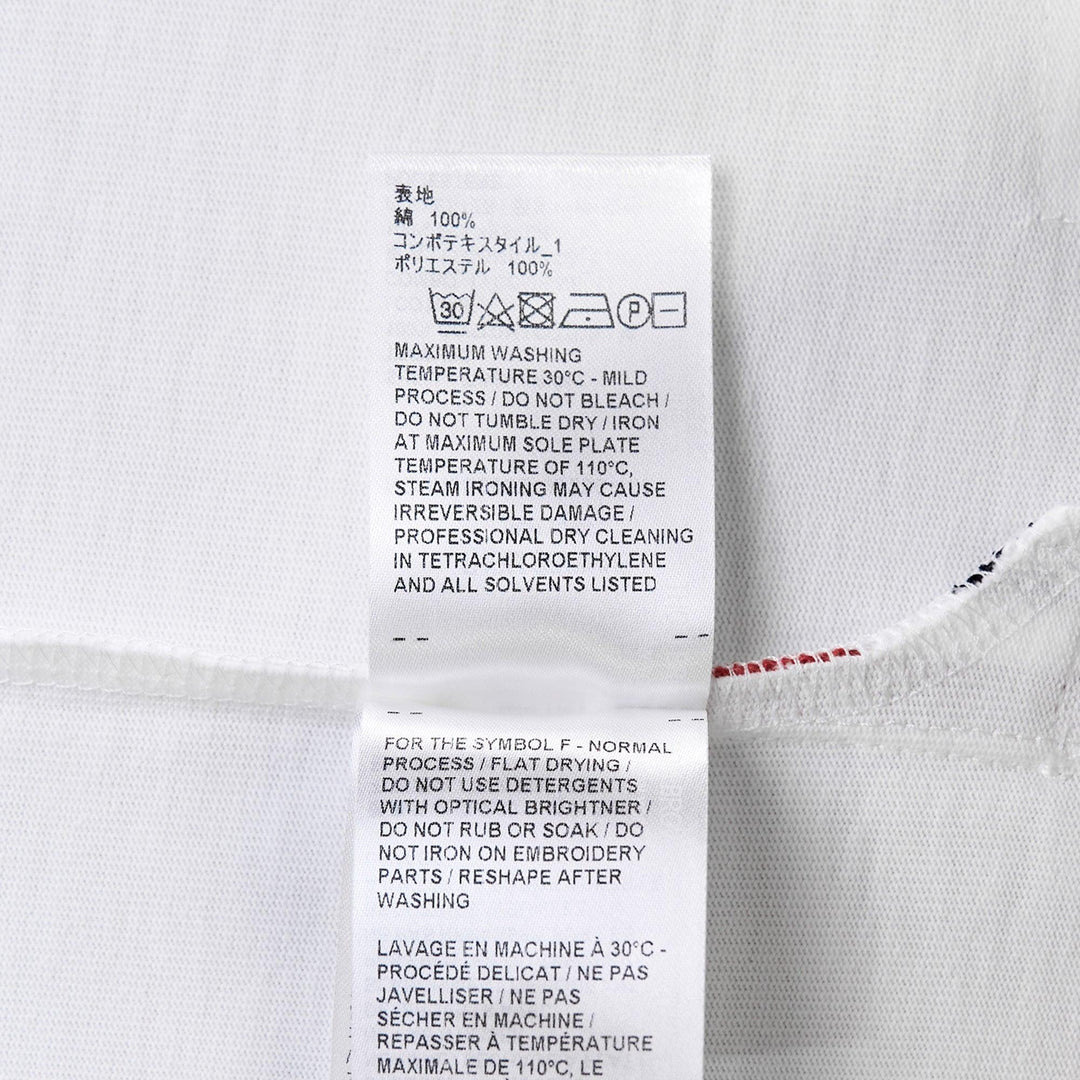 表地
綿 100%
コンポテキスタイル_1
ポリエステル 100%
30 P
MAXIMUM WASHING
TEMPERATURE 30°C - MILD
PROCESS / DO NOT BLEACH /
DO NOT TUMBLE DRY / IRON
AT MAXIMUM SOLE PLATE
TEMPERATURE OF 110°C,
STEAM IRONING MAY CAUSE
IRREVERSIBLE DAMAGE /
PROFESSIONAL DRY CLEANING
IN TETRACHLOROETHYLENE
AND ALL SOLVENTS LISTED
FOR THE SYMBOL F - NORMAL
PROCESS / FLAT DRYING /
DO NOT USE DETERGENTS
WITH OPTICAL BRIGHTNER /
DO NOT RUB OR SOAK / DO
NOT IRON ON EMBROIDERY
PARTS / RESHAPE AFTER
WASHING
LAVAGE EN MACHINE À 30°C -
PROCÉDÉ DELICAT / NE PAS
JAVELLISER / NE PAS
SÉCHER EN MACHINE /
REPASSER À TEMPÉRATURE
MAXIMALE DE 110°C, LE